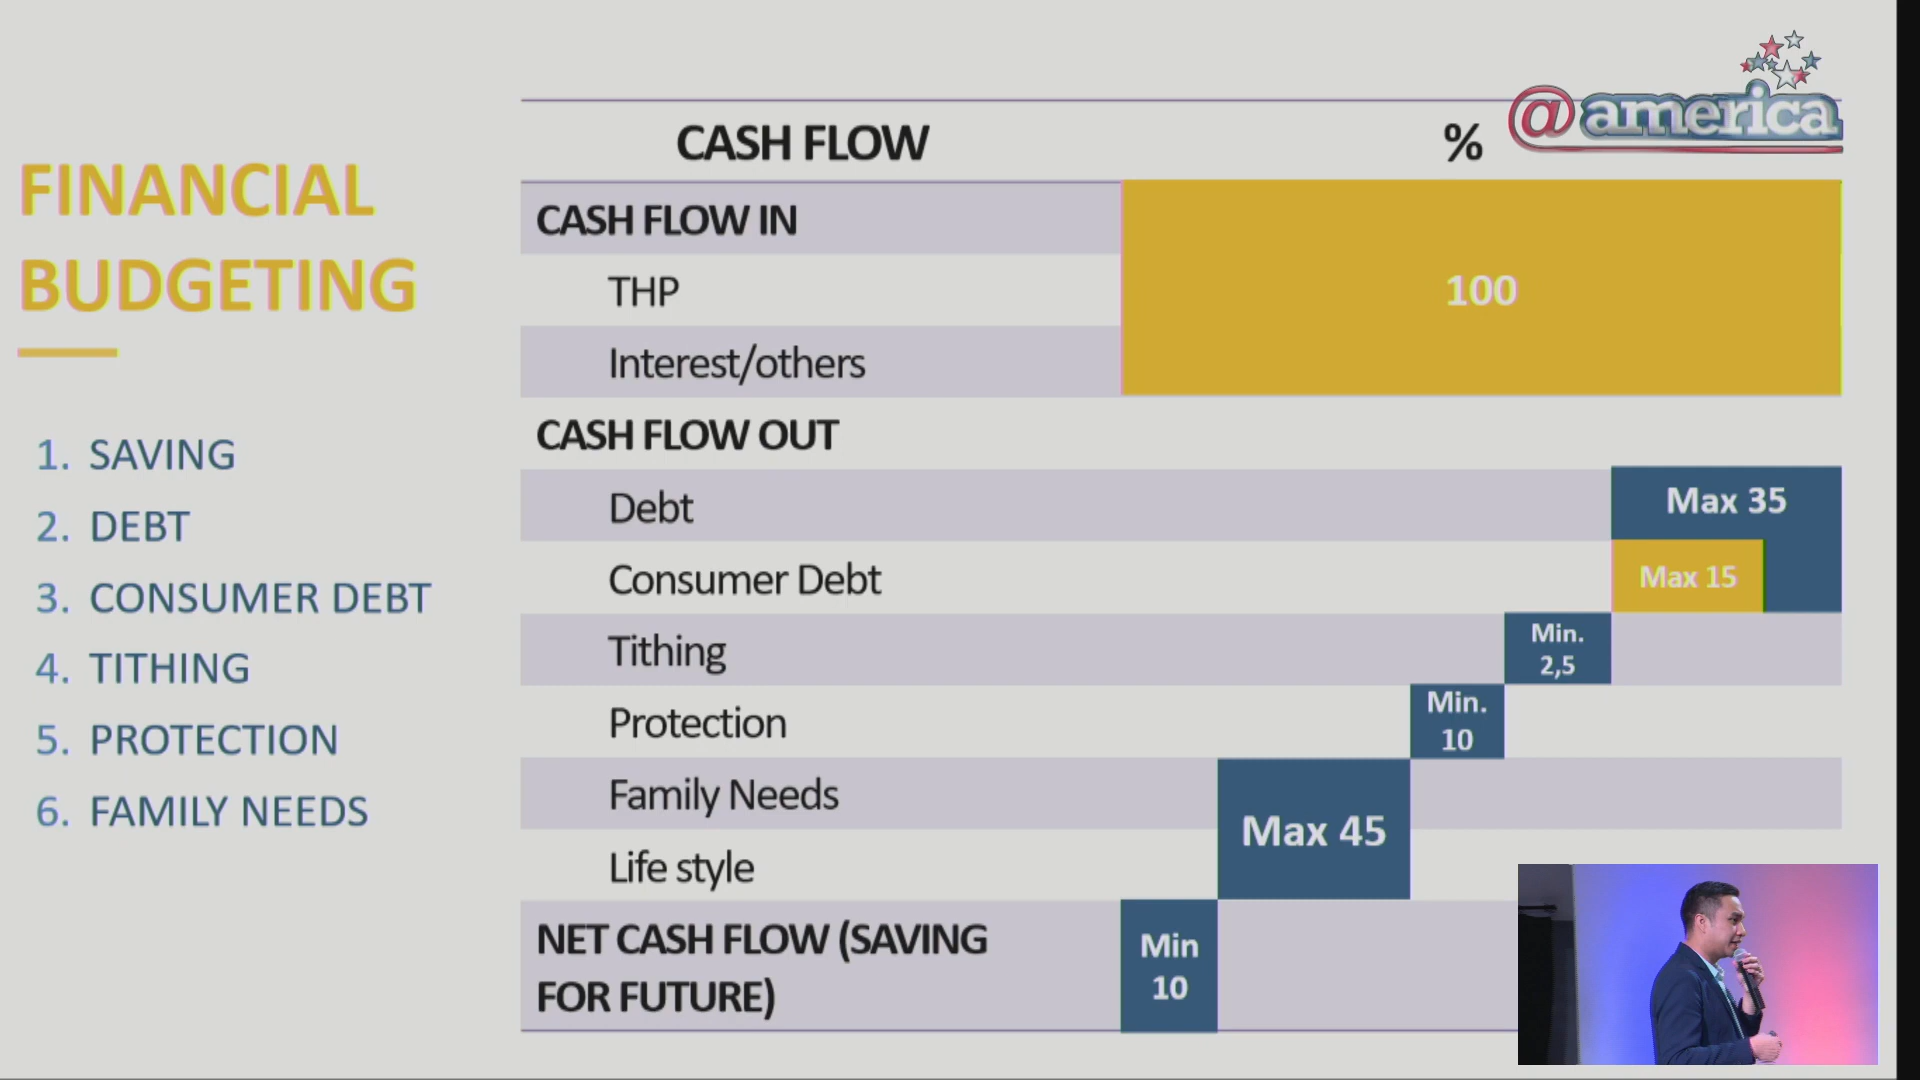 @america
FINANCIAL
BUDGETING
1. SAVING
2. DEBT
3. CONSUMER DEBT
4. TITHING
5. PROTECTION
6. FAMILY NEEDS
CASH FLOW %
CASH FLOW IN
THP
Interest/others
100
CASH FLOW OUT
Debt
Max 35
Consumer Debt
Max 15
Tithing
Min.
2,5
Protection
Min.
10
Family Needs
Life style
Max 45
NET CASH FLOW (SAVING
FOR FUTURE)
Min
10